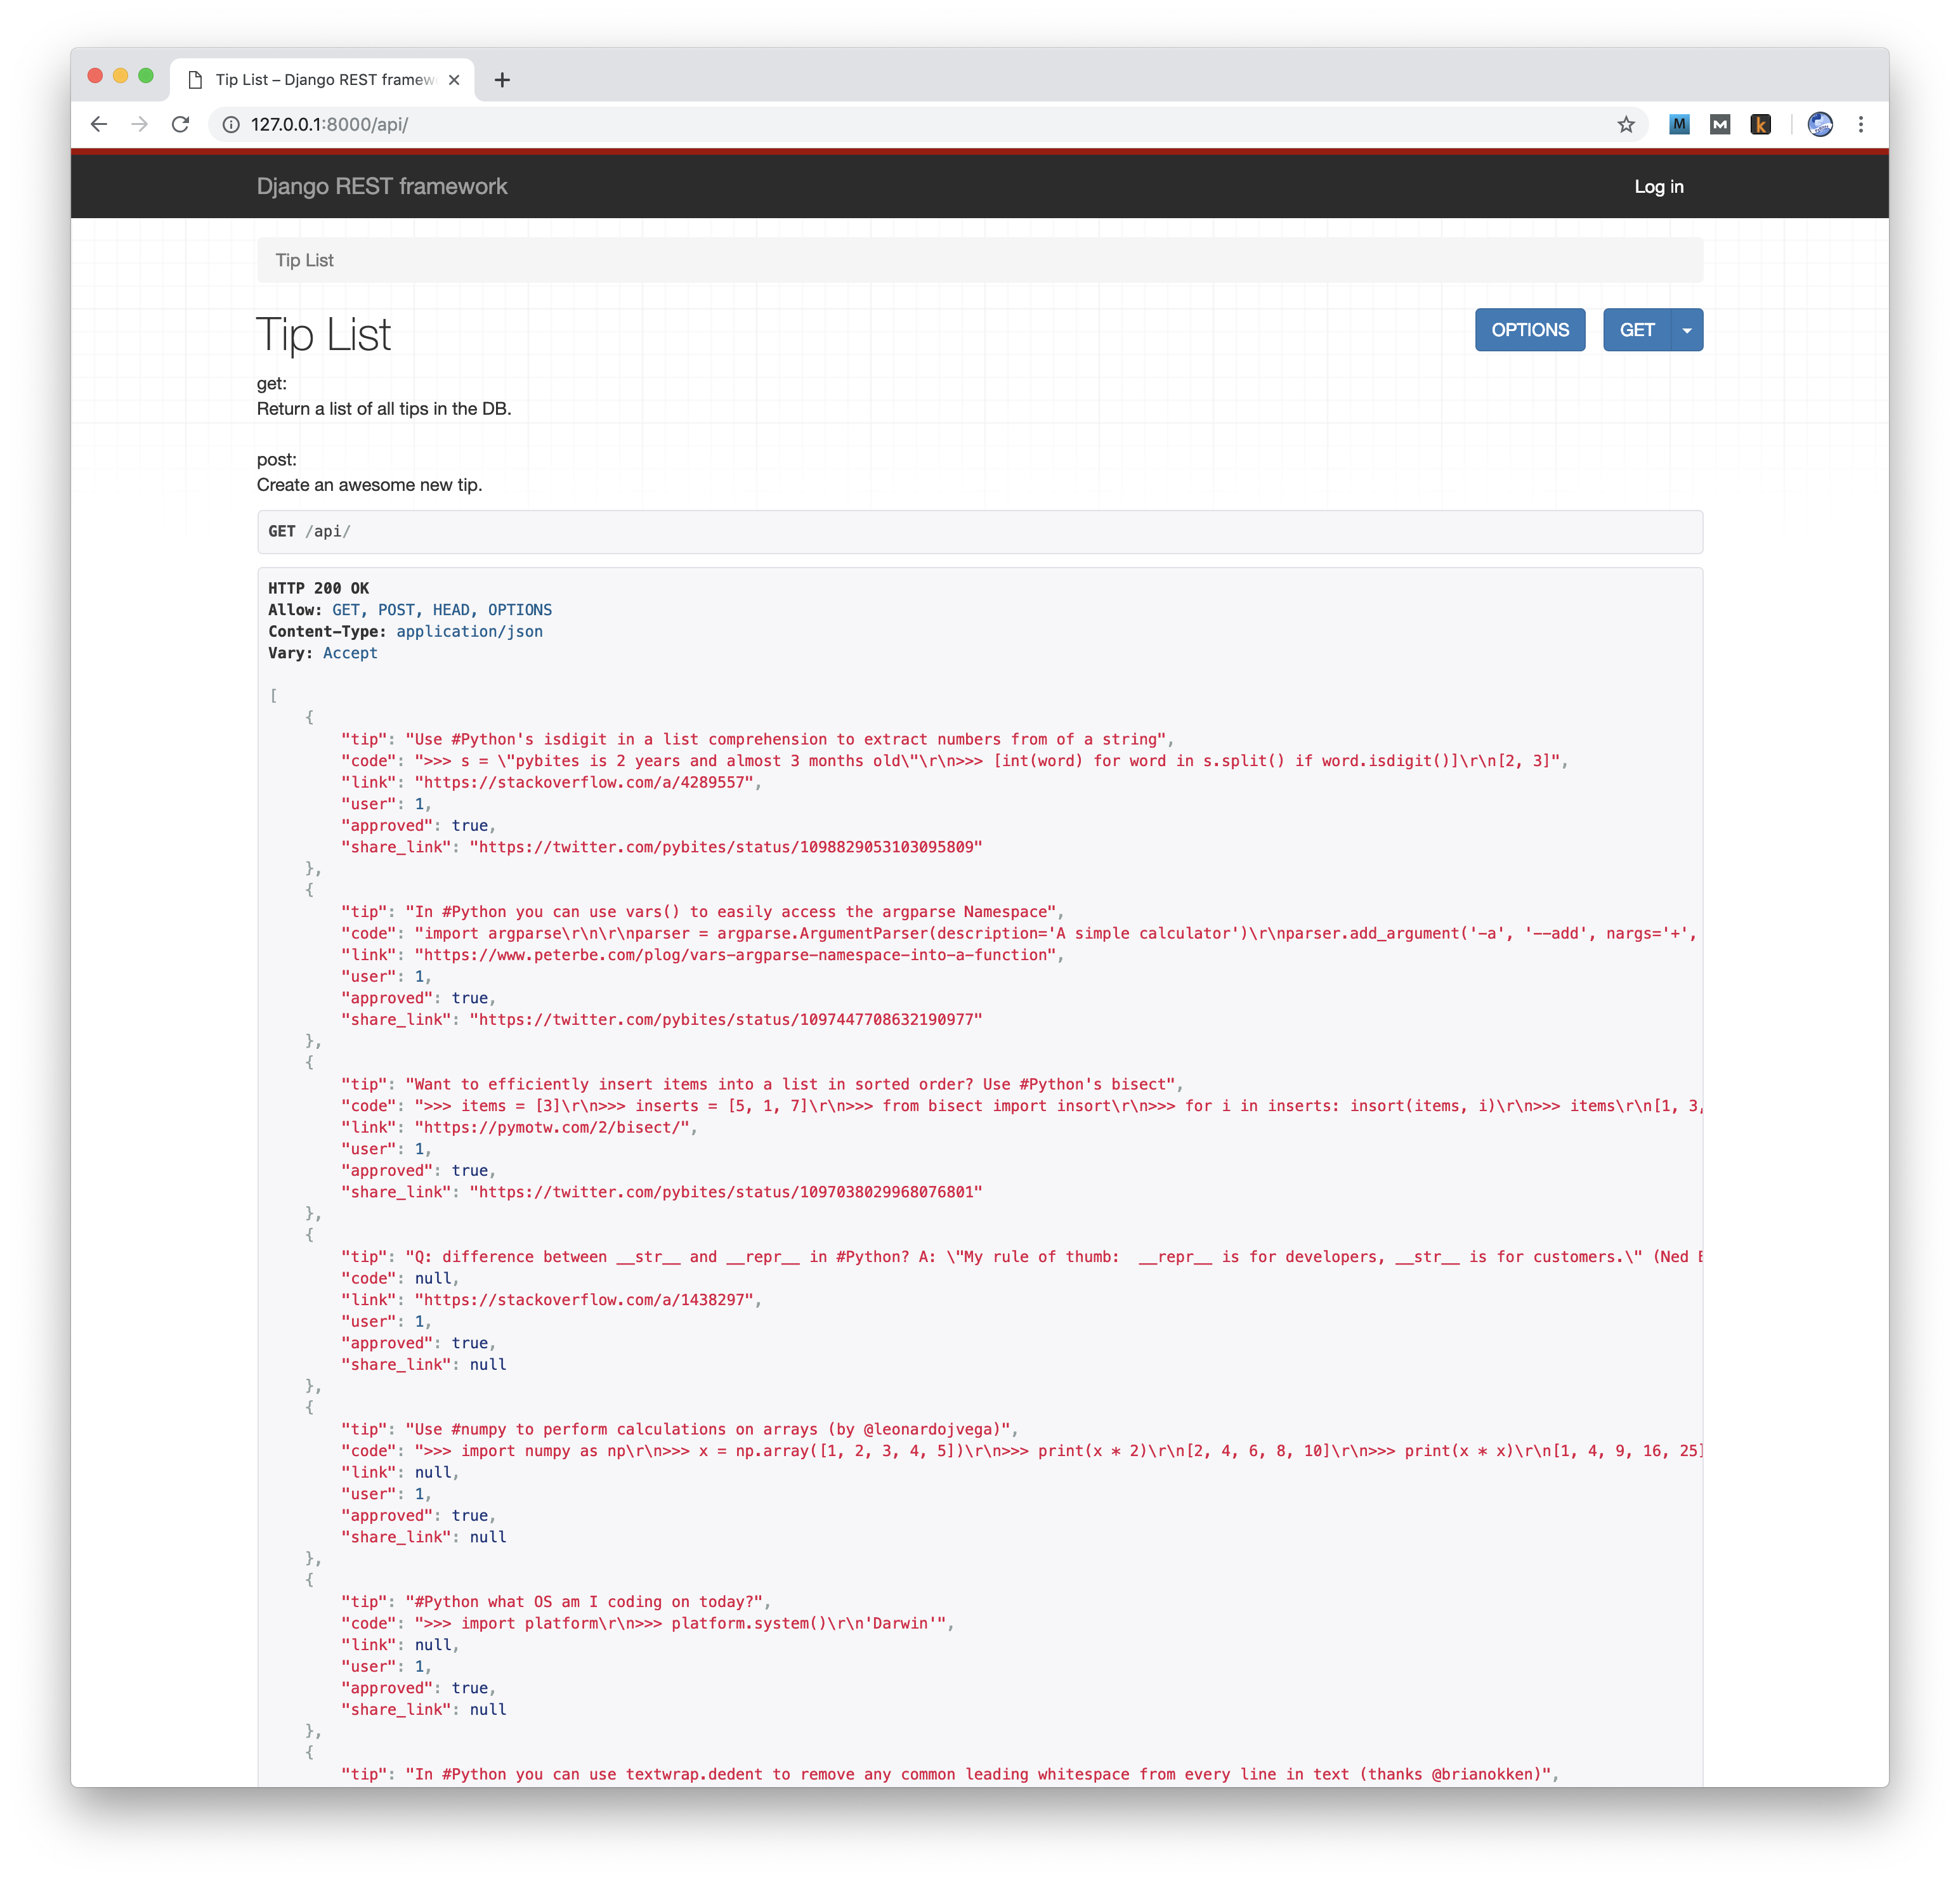 Tip List – Django REST framew
127.0.0.1:8000/api/
Django REST framework
Log in
Tip List
Tip List
OPTIONS
GET
get:
Return a list of all tips in the DB.
post:
Create an awesome new tip.
GET /api/
HTTP 200 OK
Allow: GET, POST, HEAD, OPTIONS
Content-Type: application/json
Vary: Accept
[
{
"tip": "Use #Python's isdigit in a list comprehension to extract numbers from of a string",
"code": ">>> s = \"pybites is 2 years and almost 3 months old\"\r\n>>> [int(word) for word in s.split() if word.isdigit()]\r\n[2, 3]",
"link": "https://stackoverflow.com/a/4289557",
"user": 1,
"approved": true,
"share_link": "https://twitter.com/pybites/status/1098829053103095809"
},
{
"tip": "In #Python you can use vars() to easily access the argparse Namespace",
"code": "import argparse\r\n\r\nparser = argparse.ArgumentParser(description='A simple calculator')\r\nparser.add_argument('-a', '--add', nargs='+',
"link": "https://www.peterbe.com/plog/vars-argparse-namespace-into-a-function",
"user": 1,
"approved": true,
"share_link": "https://twitter.com/pybites/status/1097447708632190977"
},
{
"tip": "Want to efficiently insert items into a list in sorted order? Use #Python's bisect",
"code": ">>> items = [3]\r\n>>> inserts = [5, 1, 7]\r\n>>> from bisect import insort\r\n>>> for i in inserts: insort(items, i)\r\n>>> items\r\n[1, 3,
"link": "https://pymotw.com/2/bisect/",
"user": 1,
"approved": true,
"share_link": "https://twitter.com/pybites/status/1097038029968076801"
},
{
"tip": "Q: difference between __str__ and __repr__ in #Python? A: \"My rule of thumb:  __repr__ is for developers, __str__ is for customers.\" (Ned
"code": null,
"link": "https://stackoverflow.com/a/1438297",
"user": 1,
"approved": true,
"share_link": null
},
{
"tip": "Use #numpy to perform calculations on arrays (by @leonardojvega)",
"code": ">>> import numpy as np\r\n>>> x = np.array([1, 2, 3, 4, 5])\r\n>>> print(x * 2)\r\n[2, 4, 6, 8, 10]\r\n>>> print(x * x)\r\n[1, 4, 9, 16, 25]
"link": null,
"user": 1,
"approved": true,
"share_link": null
},
{
"tip": "#Python what OS am I coding on today?",
"code": ">>> import platform\r\n>>> platform.system()\r\n'Darwin'",
"link": null,
"user": 1,
"approved": true,
"share_link": null
},
{
"tip": "In #Python you can use textwrap.dedent to remove any common leading whitespace from every line in text (thanks @brianokken)",